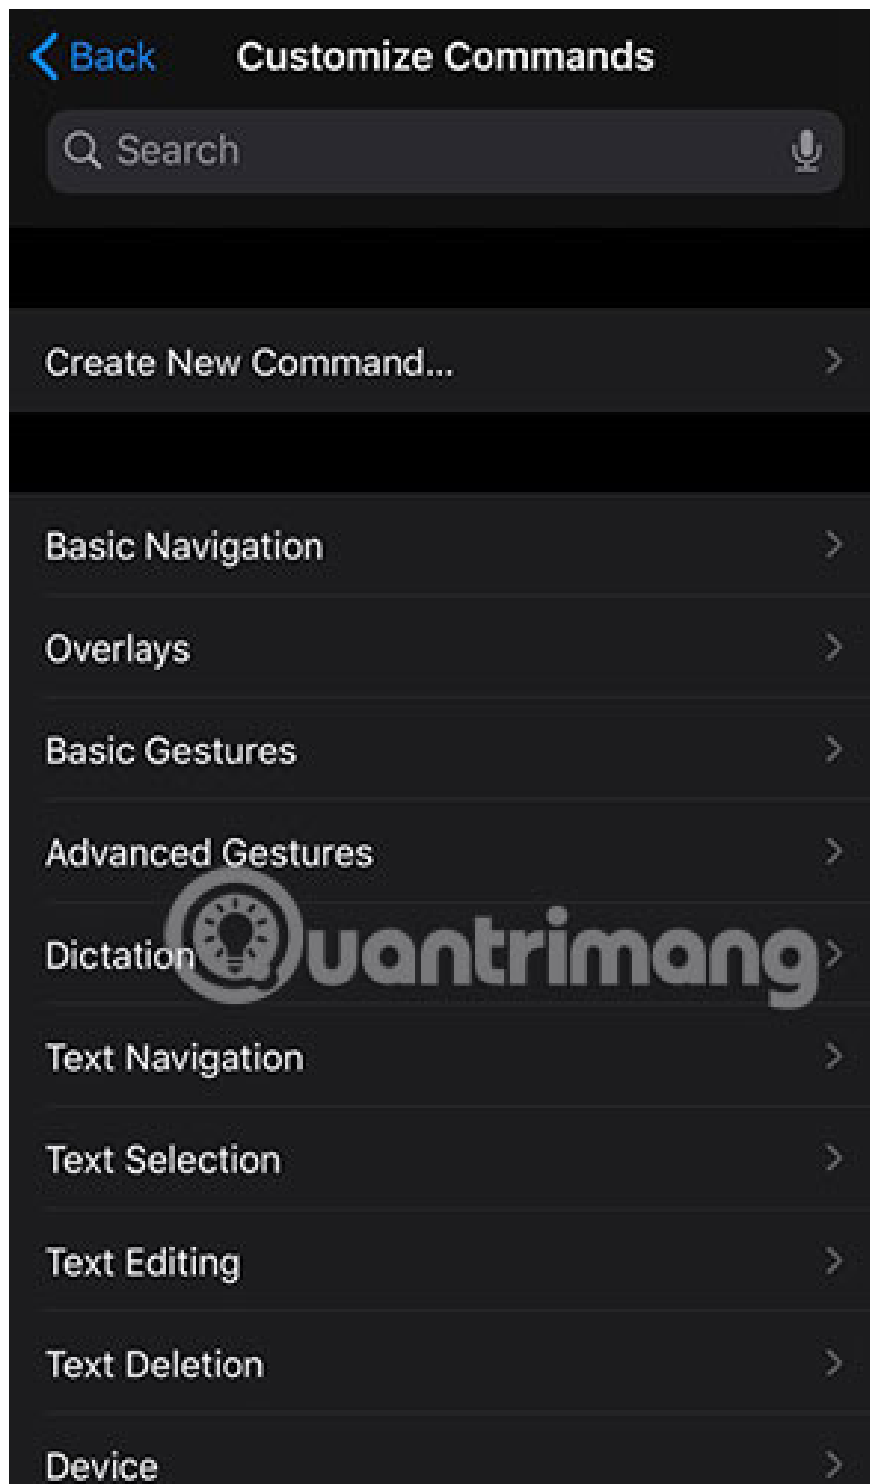 Back
Customize Commands
Search
Create New Command...
Basic Navigation
Overlays
Basic Gestures
Advanced Gestures
Dictation
Quantrimang
Text Navigation
Text Selection
Text Editing
Text Deletion
Device